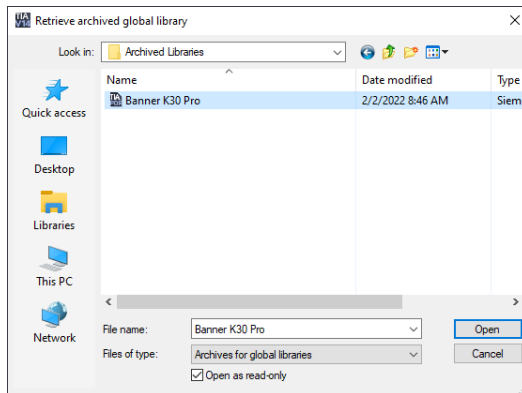 TIA V14 Retrieve archived global library
Look in: Archived Libraries
Name Date modified Type
Banner K30 Pro 2/2/2022 8:46 AM Siem
Quick access
Desktop
Libraries
This PC
Network
File name: Banner K30 Pro Open
Files of type: Archives for global libraries Cancel
Open as read-only